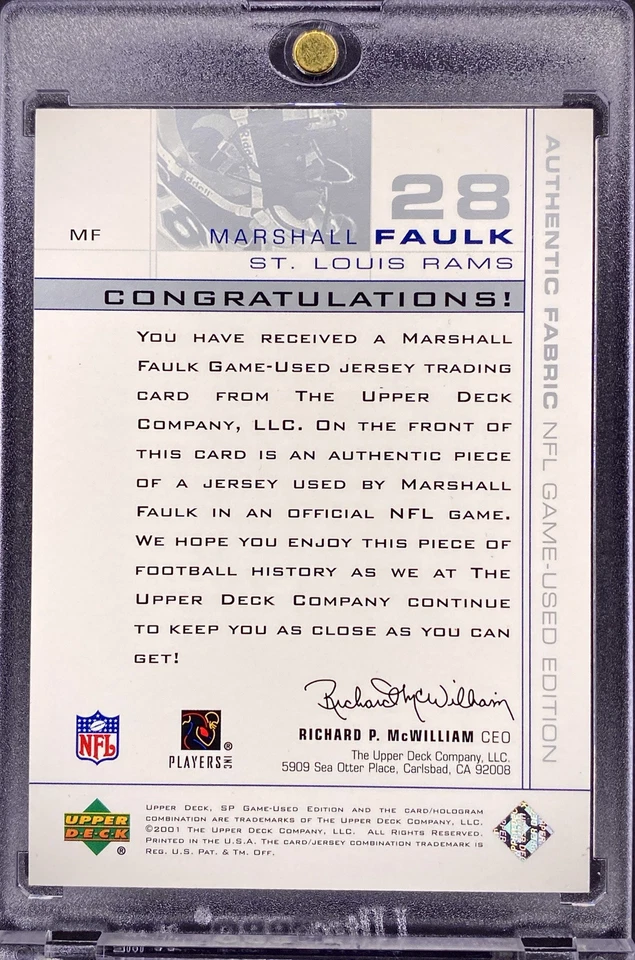 28
MF
MARSHALL FAULK
ST. LOUIS RAMS
CONGRATULATIONS!
YOU HAVE RECEIVED A MARSHALL
FAULK GAME-USED JERSEY TRADING
CARD FROM THE UPPER DECK
COMPANY, LLC. ON THE FRONT OF
THIS CARD IS AN AUTHENTIC PIECE
OF A JERSEY USED BY MARSHALL
FAULK IN AN OFFICIAL NFL GAME.
WE HOPE YOU ENJOY THIS PIECE OF
FOOTBALL HISTORY AS WE AT THE
UPPER DECK COMPANY CONTINUE
TO KEEP YOU AS CLOSE AS YOU CAN
GET!
Richard P McWilliam
RICHARD P. McWILLIAM CEO
The Upper Deck Company, LLC.
5909 Sea Otter Place, Carlsbad, CA 92008
NFL
PLAYERS INC ®
AUTHENTIC FABRIC NFL GAME-USED EDITION
UPPER
DECK ®
UPPER DECK, SP GAME-USED EDITION AND THE CARD/HOLOGRAM
COMBINATION ARE TRADEMARKS OF THE UPPER DECK COMPANY, LLC.
©2001 THE UPPER DECK COMPANY, LLC. ALL RIGHTS RESERVED.
PRINTED IN THE U.S.A. THE CARD/JERSEY COMBINATION TRADEMARK IS
REG. U.S. PAT. & TM. OFF.